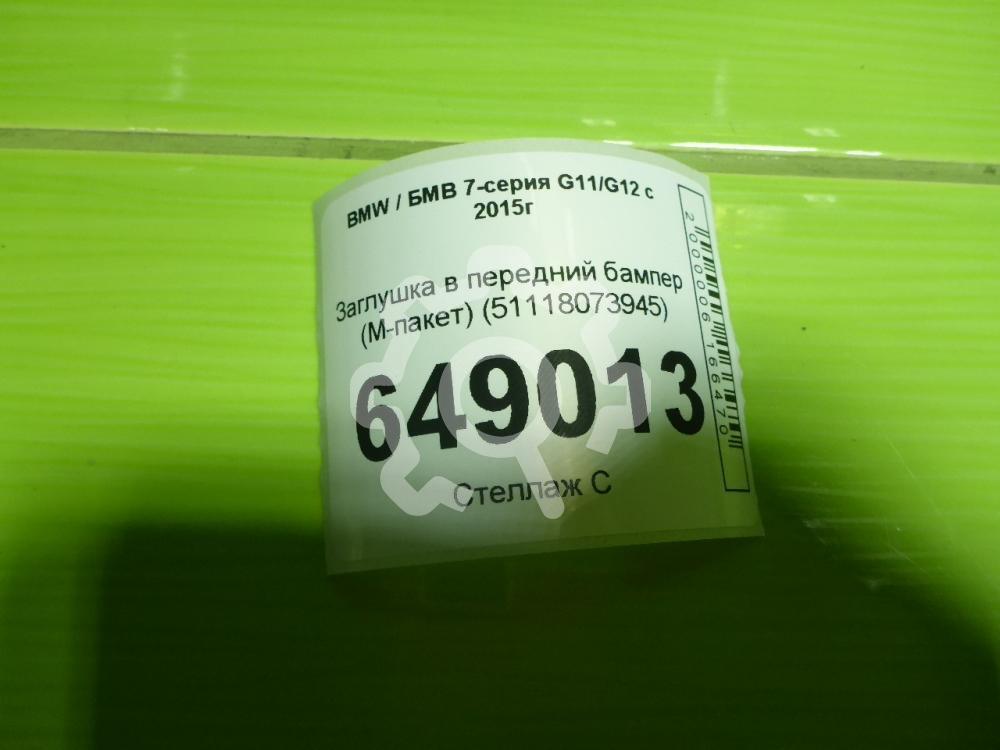 BMW / БМВ 7-серия G11/G12 с
2015г
Заглушка в передний бампер
(М-пакет) (51118073945)
649013
Стеллаж С
2000006166470